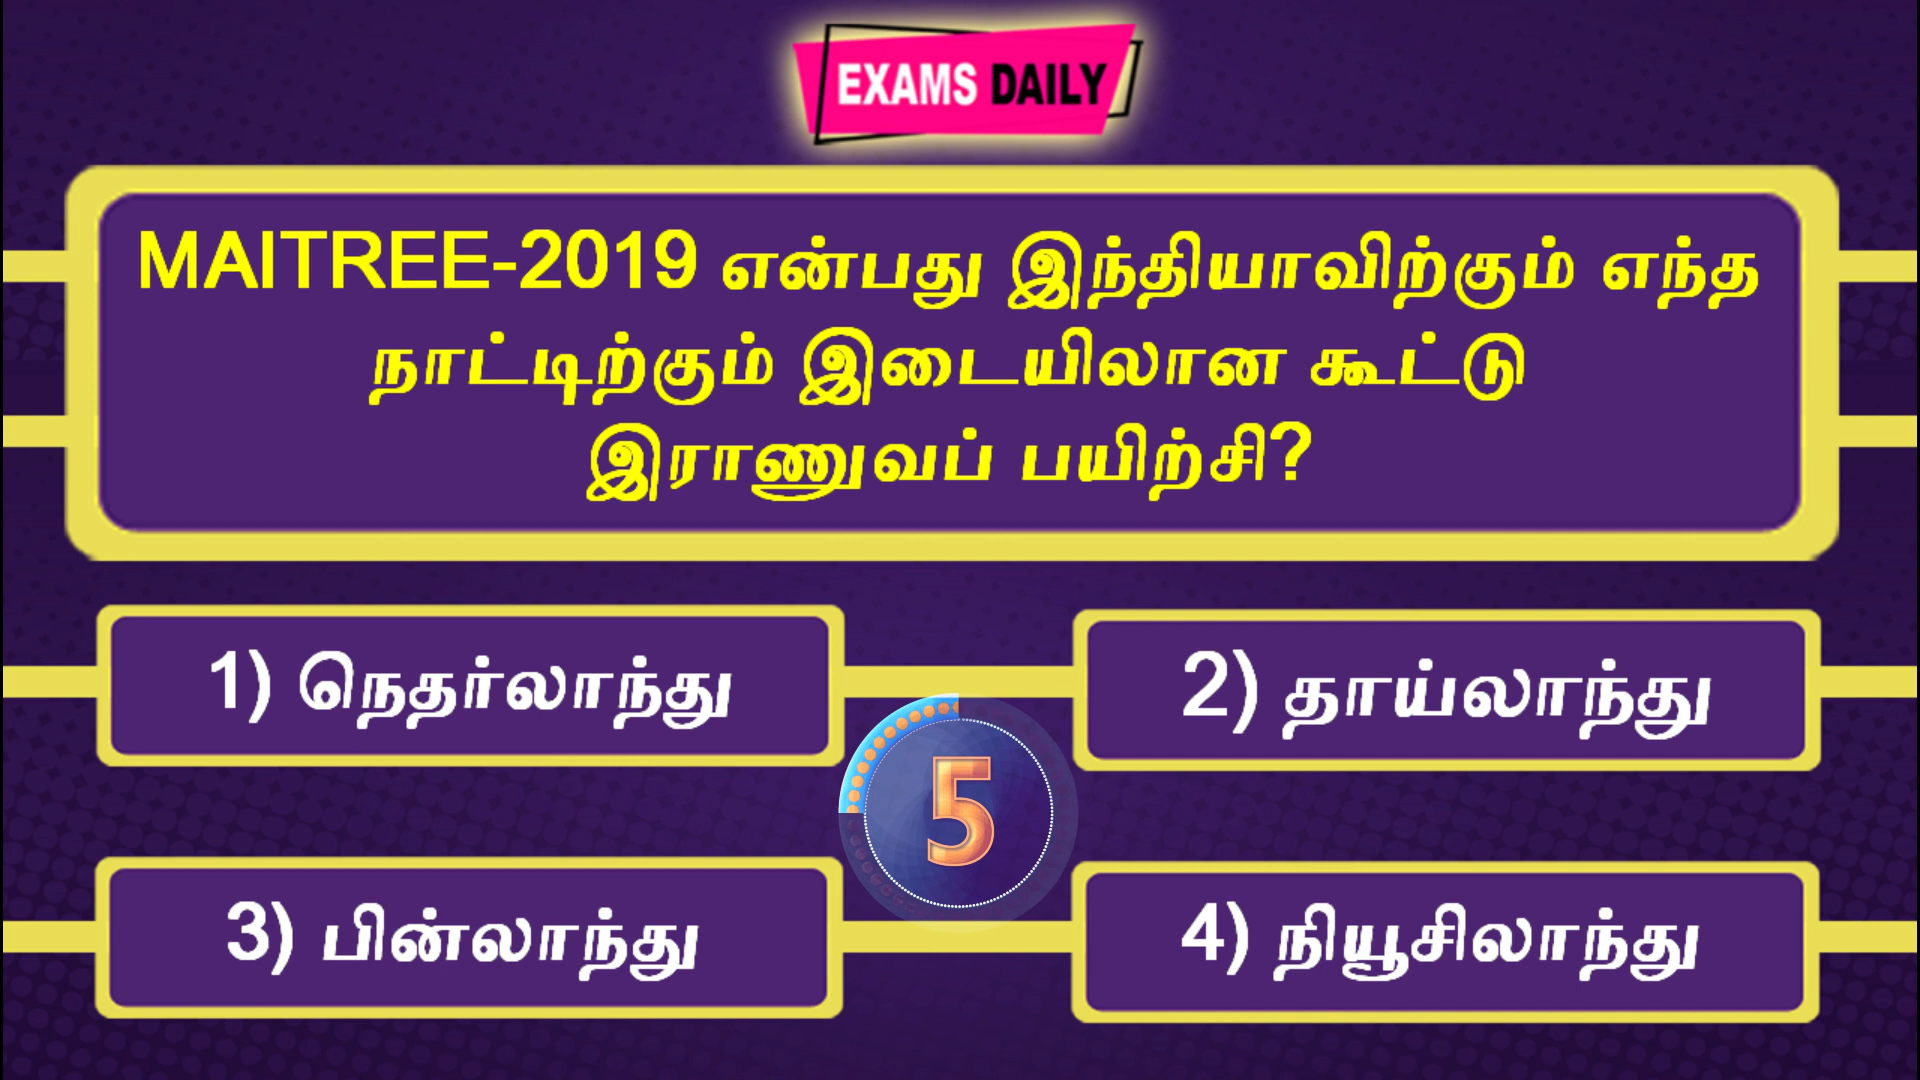 EXAMS DAILY
MAITREE-2019 என்பது இந்தியாவிற்கும் எந்த
நாட்டிற்கும் இடையிலான கூட்டு
இராணுவப் பயிற்சி?
1) நெதர்லாந்து
2) தாய்லாந்து
5
3) பின்லாந்து
4) நியூசிலாந்து